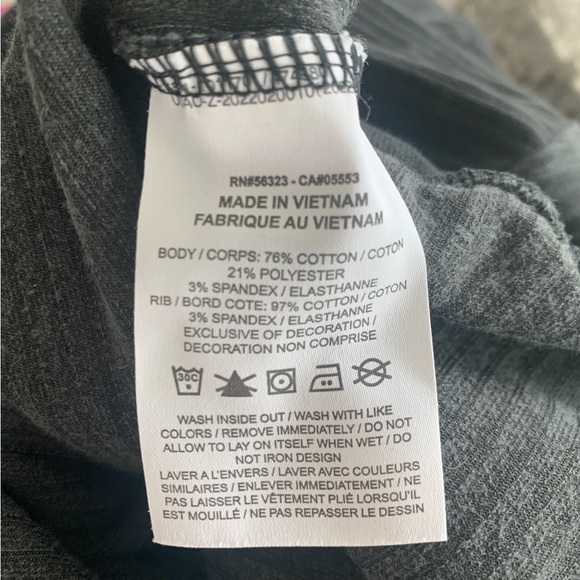 RN#56323 - CA#05553
MADE IN VIETNAM
FABRIQUE AU VIETNAM
BODY / CORPS: 76% COTTON / COTON
21% POLYESTER
3% SPANDEX / ELASTHANNE
RIB / BORD COTE: 97% COTTON / COTON
3% SPANDEX / ELASTHANNE
EXCLUSIVE OF DECORATION /
DECORATION NON COMPRISE
30C
WASH INSIDE OUT / WASH WITH LIKE
COLORS / REMOVE IMMEDIATELY / DO NOT
ALLOW TO LAY ON ITSELF WHEN WET / DO
NOT IRON DESIGN
LAVER A L'ENVERS / LAVER AVEC COULEURS
SIMILAIRES / ENLEVER IMMEDIATEMENT / NE
PAS LAISSER LE VÊTEMENT PLIÉ LORSQU'IL
EST MOUILLÉ / NE PAS REPASSER LE DESSIN